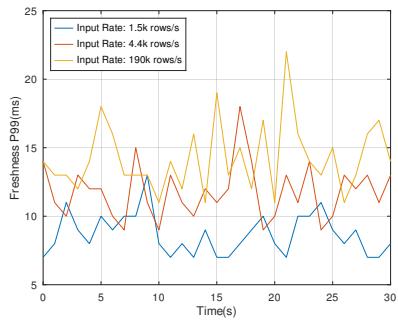 25
20
15
10
5
Freshness P99(ms)
Input Rate: 1.5k rows/s
Input Rate: 4.4k rows/s
Input Rate: 190k rows/s
0 5 10 15 20 25 30
Time(s)